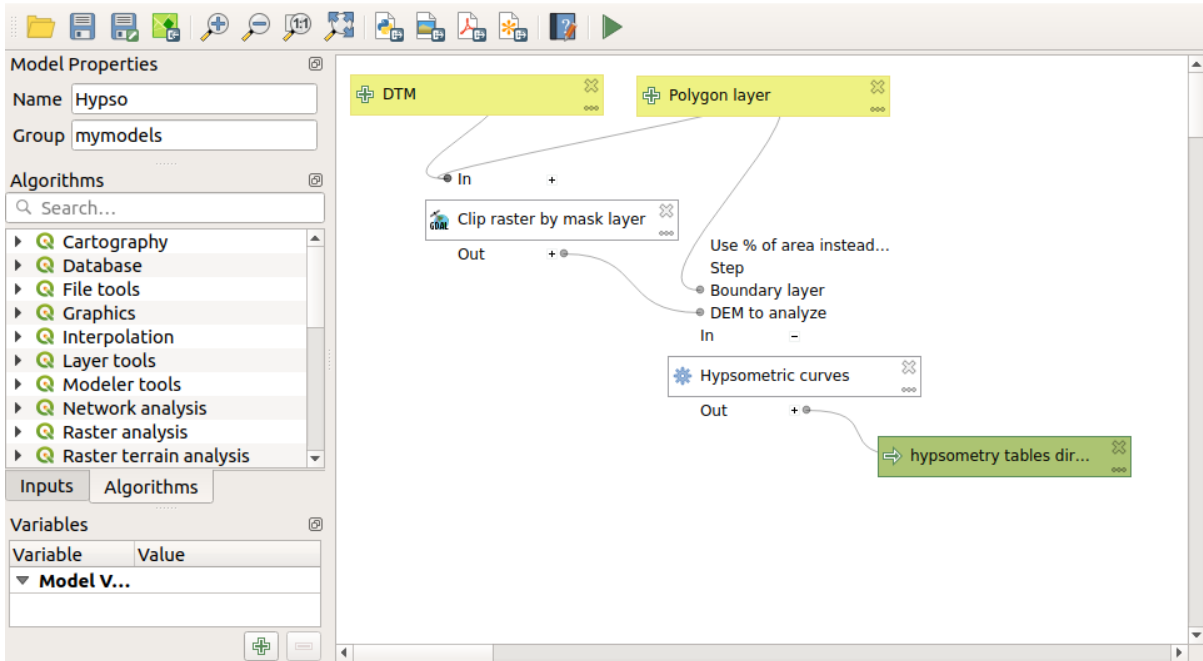 1:1
Model Properties
Name Hypso
Group mymodels
Algorithms
Search...
Cartography
Database
File tools
Graphics
Interpolation
Layer tools
Modeler tools
Network analysis
Raster analysis
Raster terrain analysis
Inputs Algorithms
Variables
Variable Value
Model V...
DTM
Polygon layer
In +
GDAL Clip raster by mask layer
Out +
Use % of area instead...
Step
Boundary layer
DEM to analyze
In -
Hypsometric curves
Out +
hypsometry tables dir...